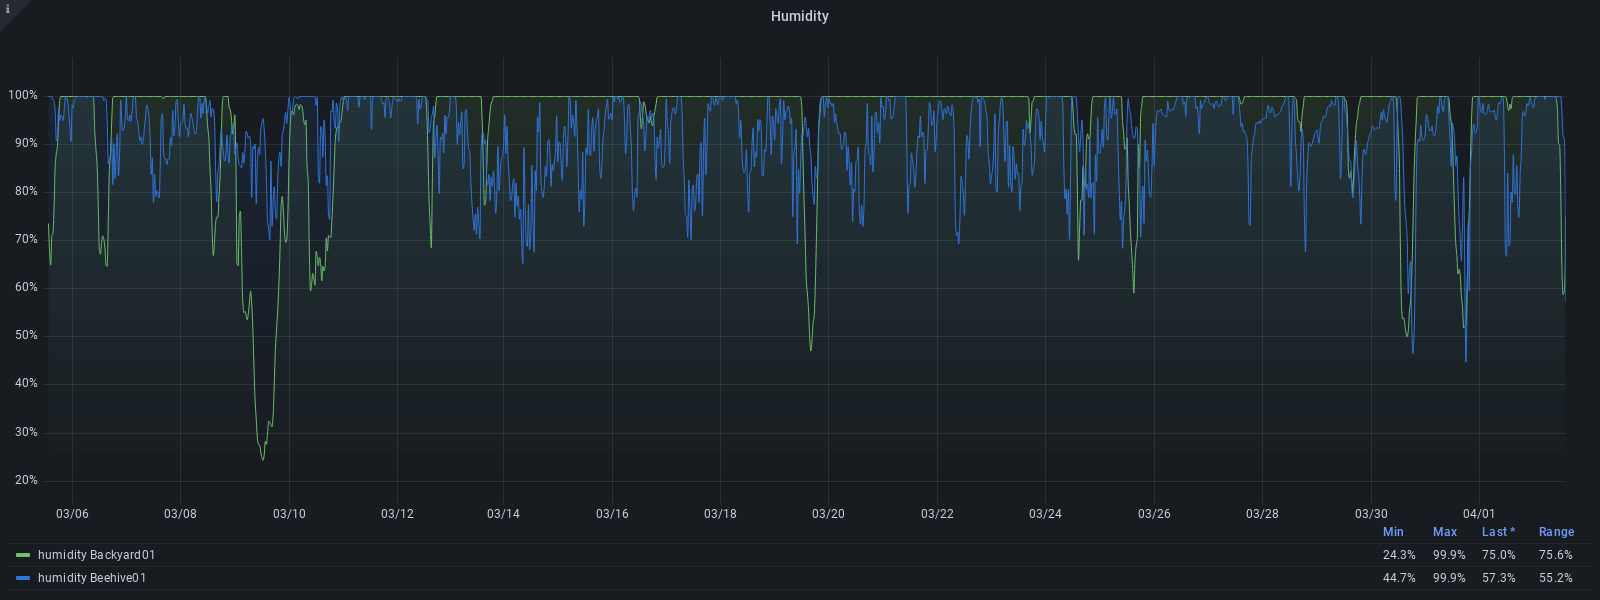 i
Humidity
100%
90%
80%
70%
60%
50%
40%
30%
20%
03/06 03/08 03/10 03/12 03/14 03/16 03/18 03/20 03/22 03/24 03/26 03/28 03/30 04/01
Min Max Last * Range
humidity Backyard01 24.3% 99.9% 75.0% 75.6%
humidity Beehive01 44.7% 99.9% 57.3% 55.2%